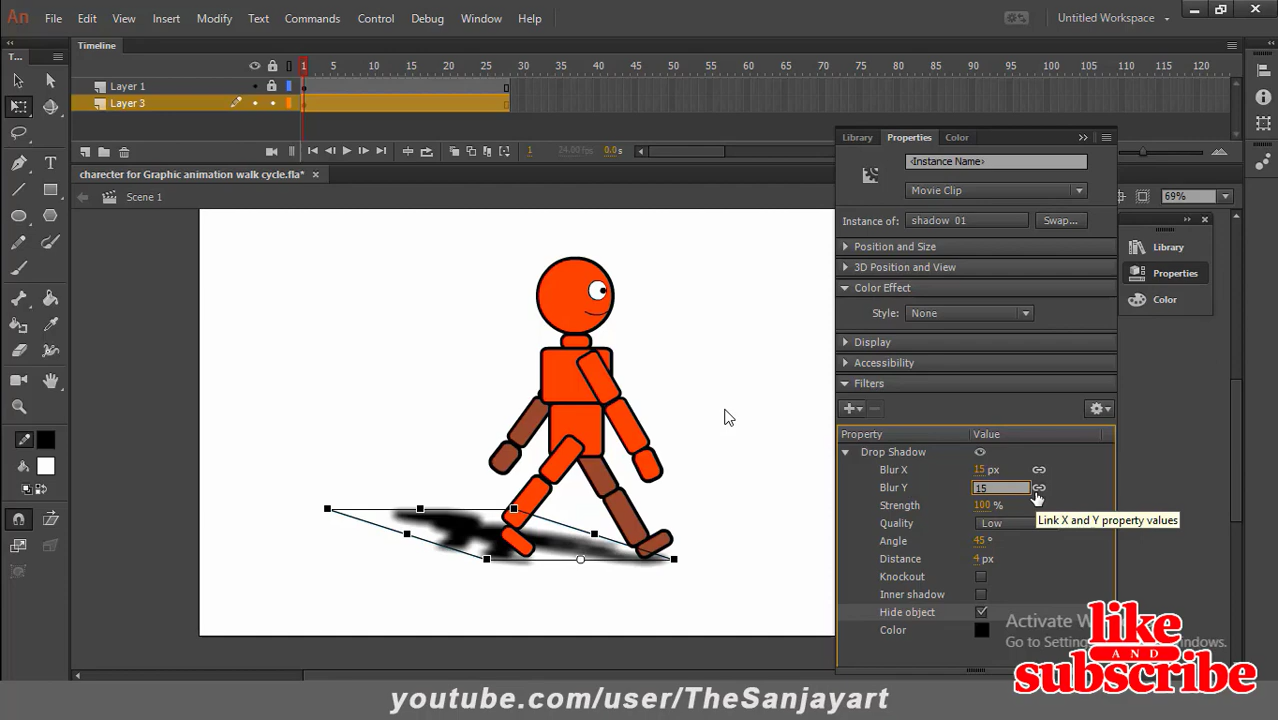 An File Edit View Insert Modify Text Commands Control Debug Window Help Untitled Workspace
Timeline
1 5 10 15 20 25 30 35 40 45 50 55 60 65 70 75 80 85 90 95 100 105 110 115 120
Layer 1
Layer 3
1 24.00 fps 0.0s
charecter for Graphic animation walk cycle.fla*
Scene 1
69%
T...
Library Properties Color
<Instance Name>
Movie Clip
Instance of: shadow 01 Swap...
Position and Size
3D Position and View
Color Effect
Style: None
Display
Accessibility
Filters
Property Value
Drop Shadow
Blur X 15 px
Blur Y 15
Strength 100 %
Quality Low
Angle 45 °
Distance 4 px
Knockout
Inner shadow
Hide object
Color
Link X and Y property values
Library
Properties
Color
Activate W
Go to Setting windows.
like
AND
subscribe
youtube.com/user/TheSanjayart